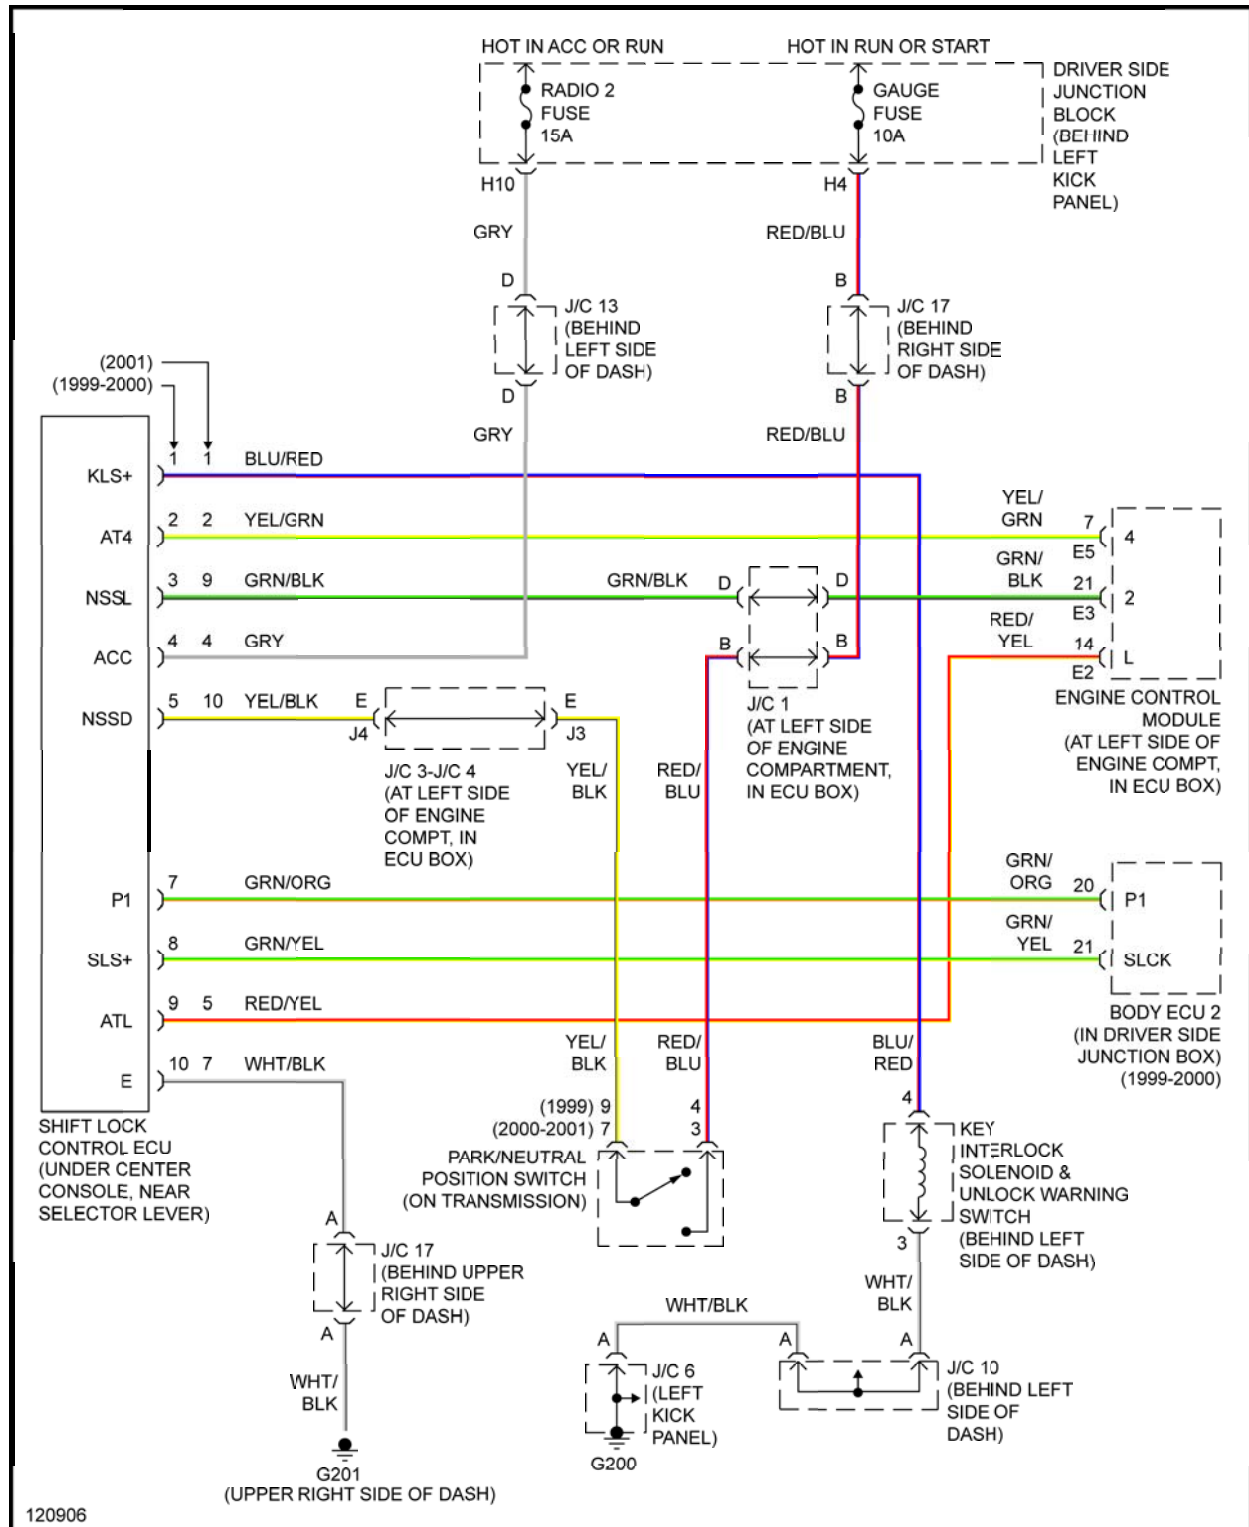 HOT IN ACC OR RUN
HOT IN RUN OR START
RADIO 2
FUSE
15A
GAUGE
FUSE
10A
DRIVER SIDE
JUNCTION
BLOCK
(BEHIND
LEFT
KICK
PANEL)
H10
H4
GRY
RED/BLU
D
B
J/C 13
(BEHIND
LEFT SIDE
OF DASH)
J/C 17
(BEHIND
RIGHT SIDE
OF DASH)
D
B
GRY
RED/BLU
(2001)
(1999-2000)
KLS+ 1 1 BLU/RED
AT4 2 2 YEL/GRN
NSSL 3 9 GRN/BLK
GRN/BLK D D
ACC 4 4 GRY
B B
NSSD 5 10 YEL/BLK
E E
J4 J3
J/C 3-J/C 4
(AT LEFT SIDE
OF ENGINE
COMPT, IN
ECU BOX)
YEL/
BLK
RED/
BLU
J/C 1
(AT LEFT SIDE
OF ENGINE
COMPARTMENT,
IN ECU BOX)
YEL/
GRN 7
E5 4
GRN/
BLK 21
E3 2
RED/
YEL 14
E2 L
ENGINE CONTROL
MODULE
(AT LEFT SIDE OF
ENGINE COMPT,
IN ECU BOX)
P1 7 GRN/ORG
SLS+ 8 GRN/YEL
ATL 9 5 RED/YEL
E 10 7 WHT/BLK
GRN/
ORG 20 P1
GRN/
YEL 21 SLCK
BODY ECU 2
(IN DRIVER SIDE
JUNCTION BOX)
(1999-2000)
SHIFT LOCK
CONTROL ECU
(UNDER CENTER
CONSOLE, NEAR
SELECTOR LEVER)
YEL/
BLK
RED/
BLU
BLU/
RED
(1999) 9 4
(2000-2001) 7 3
PARK/NEUTRAL
POSITION SWITCH
(ON TRANSMISSION)
4
KEY
INTERLOCK
SOLENOID &
UNLOCK WARNING
SWITCH
(BEHIND LEFT
SIDE OF DASH)
3
WHT/
BLK
A
J/C 17
(BEHIND UPPER
RIGHT SIDE
OF DASH)
A
WHT/
BLK
G201
(UPPER RIGHT SIDE OF DASH)
WHT/BLK
A A A
J/C 6
(LEFT
KICK
PANEL)
G200
J/C 10
(BEHIND LEFT
SIDE OF
DASH)
120906